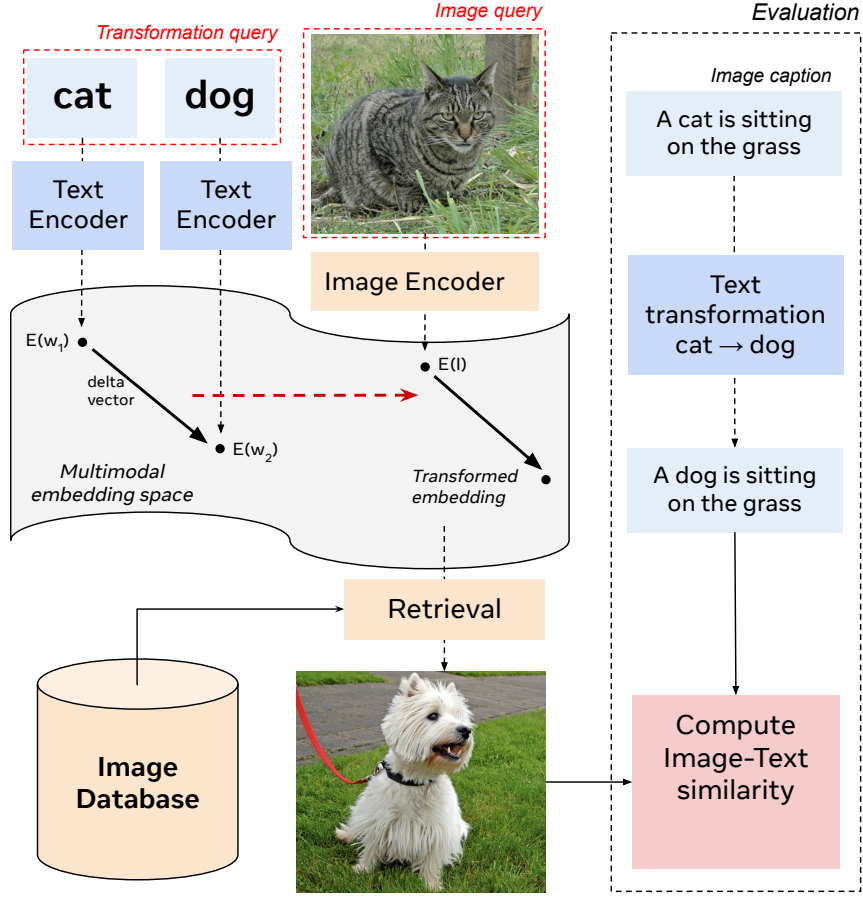 Transformation query
cat
dog
Text
Encoder
Text
Encoder
Image query
Image Encoder
E(w₁)
delta
vector
E(w₂)
Multimodal
embedding space
E(I)
Transformed
embedding
Retrieval
Image
Database
Evaluation
Image caption
A cat is sitting
on the grass
Text
transformation
cat → dog
A dog is sitting
on the grass
Compute
Image-Text
similarity